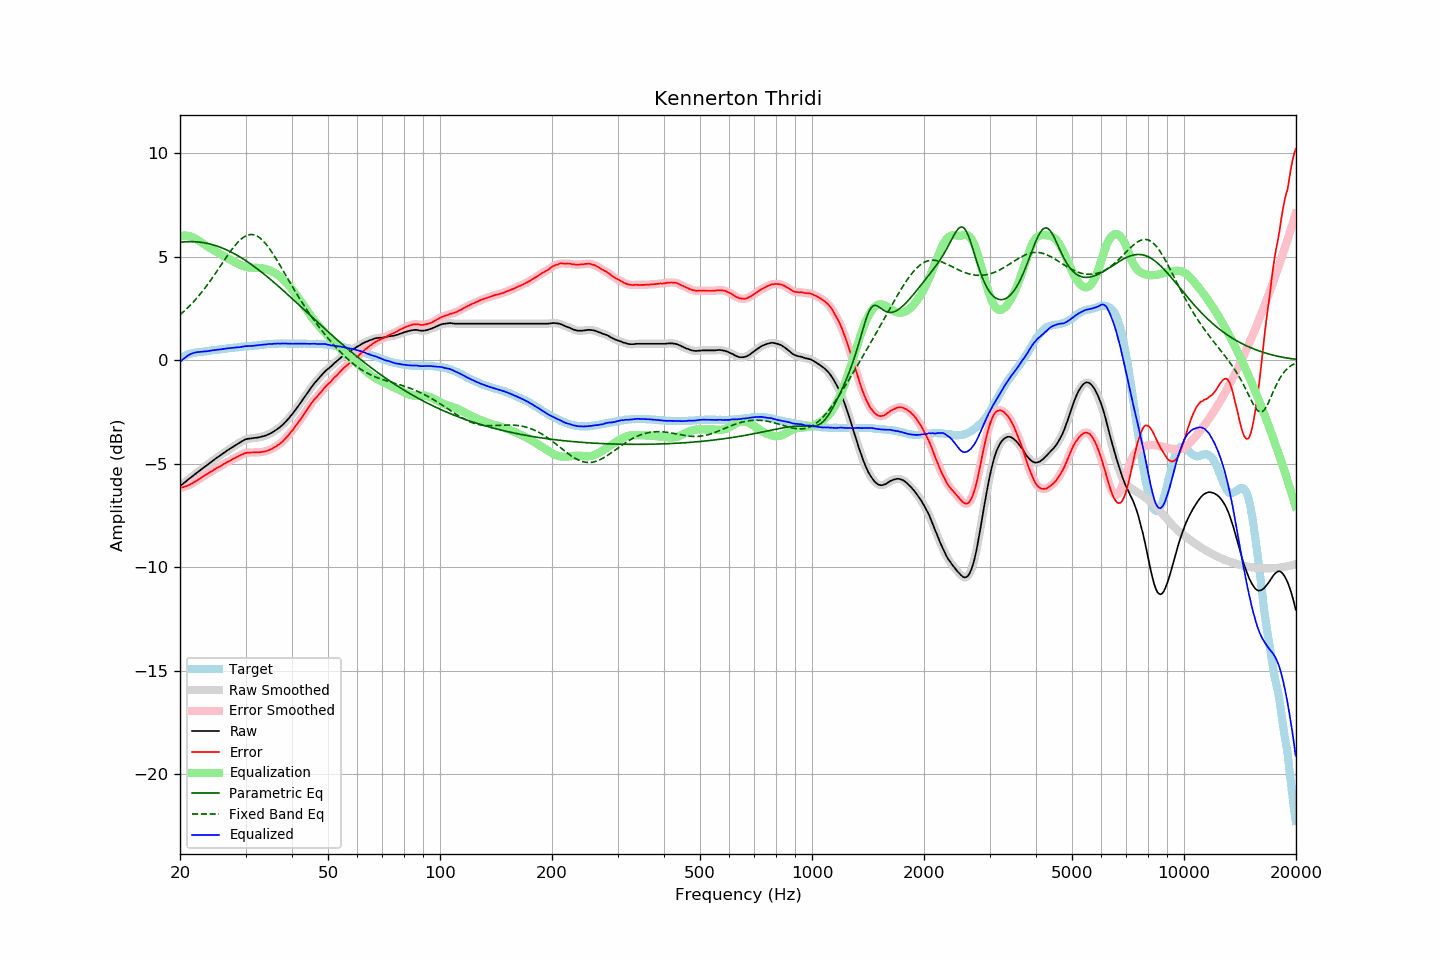 Kennerton Thridi
Amplitude (dBr)
10
5
0
−5
−10
−15
−20
Target
Raw Smoothed
Error Smoothed
Raw
Error
Equalization
Parametric Eq
Fixed Band Eq
Equalized
20 50 100 200 500 1000 2000 5000 10000 20000
Frequency (Hz)